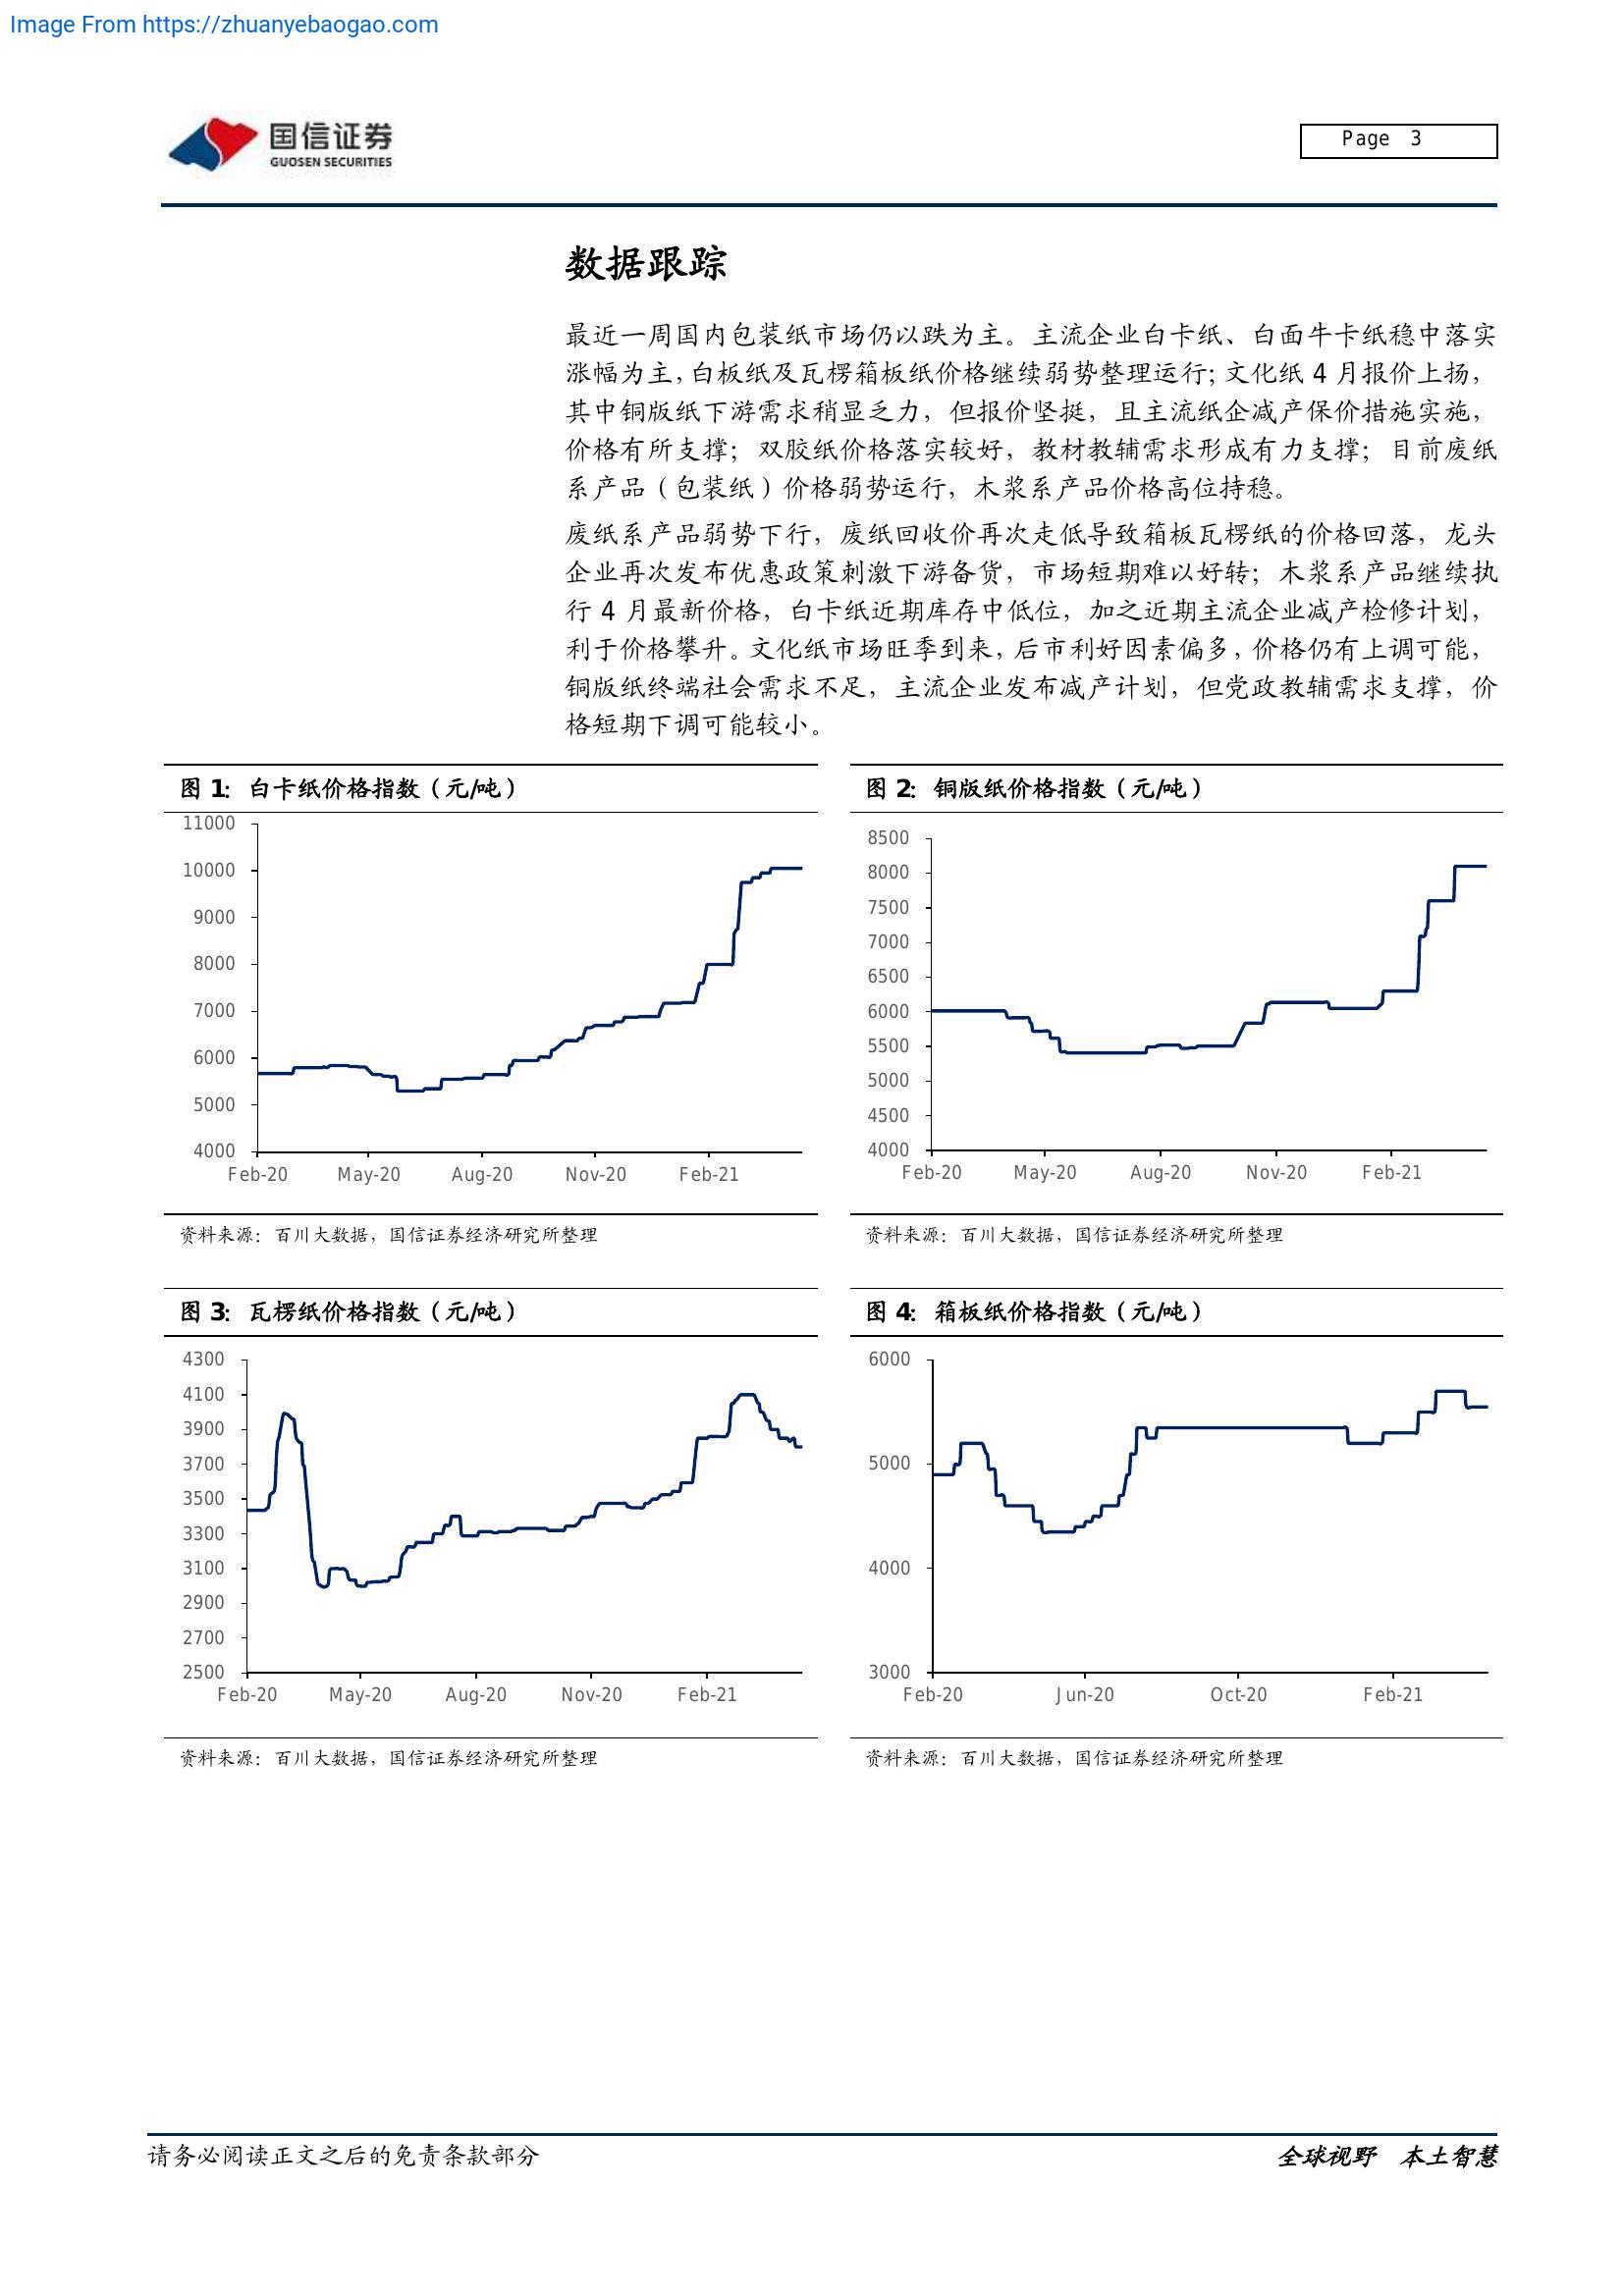 Image From https://zhuanyebaogao.com
国信证券
GUOSEN SECURITIES
Page 3
数据跟踪
最近一周国内包装纸市场仍以跌为主。主流企业白卡纸、白面牛卡纸稳中落实
涨幅为主，白板纸及瓦楞箱板纸价格继续弱势整理运行；文化纸 4 月报价上扬，
其中铜版纸下游需求稍显乏力，但报价坚挺，且主流纸企减产保价措施实施，
价格有所支撑；双胶纸价格落实较好，教材教辅需求形成有力支撑；目前废纸
系产品（包装纸）价格弱势运行，木浆系产品价格高位持稳。
废纸系产品弱势下行，废纸回收价再次走低导致箱板瓦楞纸的价格回落，龙头
企业再次发布优惠政策刺激下游备货，市场短期难以好转；木浆系产品继续执
行 4 月最新价格，白卡纸近期库存中低位，加之近期主流企业减产检修计划，
利于价格攀升。文化纸市场旺季到来，后市利好因素偏多，价格仍有上调可能，
铜版纸终端社会需求不足，主流企业发布减产计划，但党政教辅需求支撑，价
格短期下调可能较小。
图 1：白卡纸价格指数（元/吨）
11000
10000
9000
8000
7000
6000
5000
4000
Feb-20 May-20 Aug-20 Nov-20 Feb-21
资料来源：百川大数据，国信证券经济研究所整理
图 2：铜版纸价格指数（元/吨）
8500
8000
7500
7000
6500
6000
5500
5000
4500
4000
Feb-20 May-20 Aug-20 Nov-20 Feb-21
资料来源：百川大数据，国信证券经济研究所整理
图 3：瓦楞纸价格指数（元/吨）
4300
4100
3900
3700
3500
3300
3100
2900
2700
2500
Feb-20 May-20 Aug-20 Nov-20 Feb-21
资料来源：百川大数据，国信证券经济研究所整理
图 4：箱板纸价格指数（元/吨）
6000
5000
4000
3000
Feb-20 Jun-20 Oct-20 Feb-21
资料来源：百川大数据，国信证券经济研究所整理
请务必阅读正文之后的免责条款部分
全球视野 本土智慧